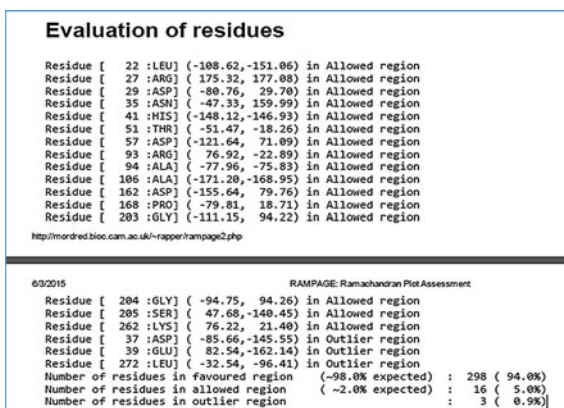 Evaluation of residues
Residue [ 22 :LEU] (-108.62,-151.06) in Allowed region
Residue [ 27 :ARG] ( 175.32, 177.08) in Allowed region
Residue [ 29 :ASP] ( -80.76, 29.70) in Allowed region
Residue [ 35 :ASN] ( -47.33, 159.99) in Allowed region
Residue [ 41 :HIS] (-148.12,-146.93) in Allowed region
Residue [ 51 :THR] ( -51.47, -18.26) in Allowed region
Residue [ 57 :ASP] (-121.64, 71.09) in Allowed region
Residue [ 93 :ARG] ( 76.92, -22.89) in Allowed region
Residue [ 94 :ALA] ( -77.96, -75.83) in Allowed region
Residue [ 106 :ALA] (-171.20,-168.95) in Allowed region
Residue [ 162 :ASP] (-155.64, 79.76) in Allowed region
Residue [ 168 :PRO] ( -79.81, 18.71) in Allowed region
Residue [ 203 :GLY] (-111.15, 94.22) in Allowed region
http://mordred.bioc.cam.ac.uk/~rapper/rampage2.php
6/3/2015 RAMPAGE: Ramachandran Plot Assessment
Residue [ 204 :GLY] ( -94.75, 94.26) in Allowed region
Residue [ 205 :SER] ( 47.68,-140.45) in Allowed region
Residue [ 262 :LYS] ( 76.22, 21.40) in Allowed region
Residue [ 37 :ASP] ( -85.66,-145.55) in Outlier region
Residue [ 39 :GLU] ( 82.54,-162.14) in Outlier region
Residue [ 272 :LEU] ( -32.54, -96.41) in Outlier region
Number of residues in favoured region (~98.0% expected) : 298 ( 94.0%)
Number of residues in allowed region ( ~2.0% expected) : 16 ( 5.0%)
Number of residues in outlier region : 3 ( 0.9%)